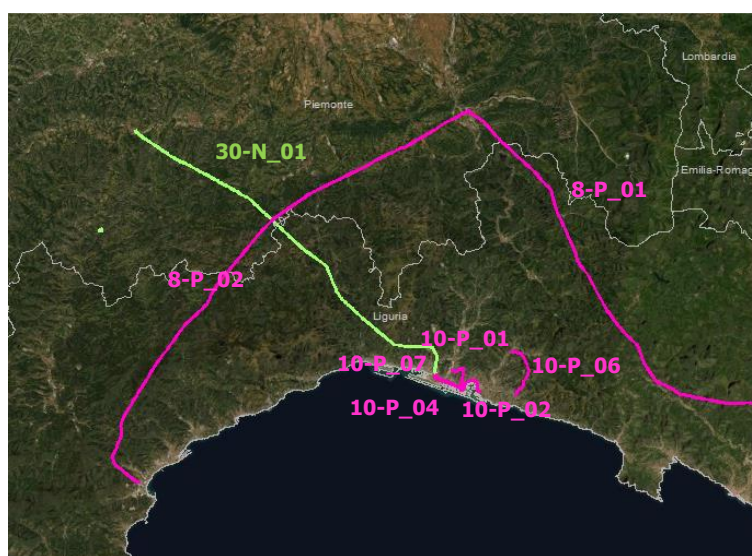 Lombardia
Piemonte
30-N_01
Emilia-Romag
8-P_01
8-P_02
Liguria
10-P_01
10-P_07
10-P_06
10-P_04
10-P_02